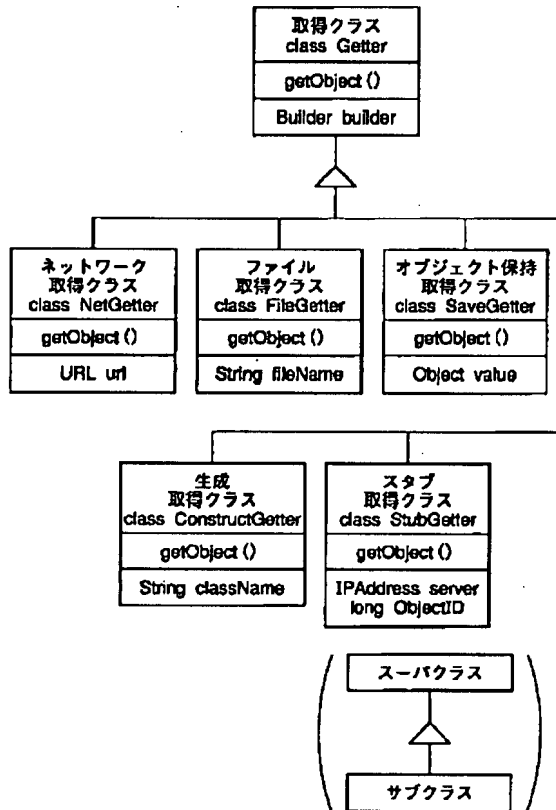 取得クラス
class Getter
getObject()
Builder builder
ネットワーク
取得クラス
class NetGetter
getObject()
URL url
ファイル
取得クラス
class FileGetter
getObject()
String fileName
オブジェクト保持
取得クラス
class SaveGetter
getObject()
Object value
生成
取得クラス
class ConstructGetter
getObject()
String className
スタブ
取得クラス
class StubGetter
getObject()
IPAddress server
long ObjectID
スーパクラス
サブクラス